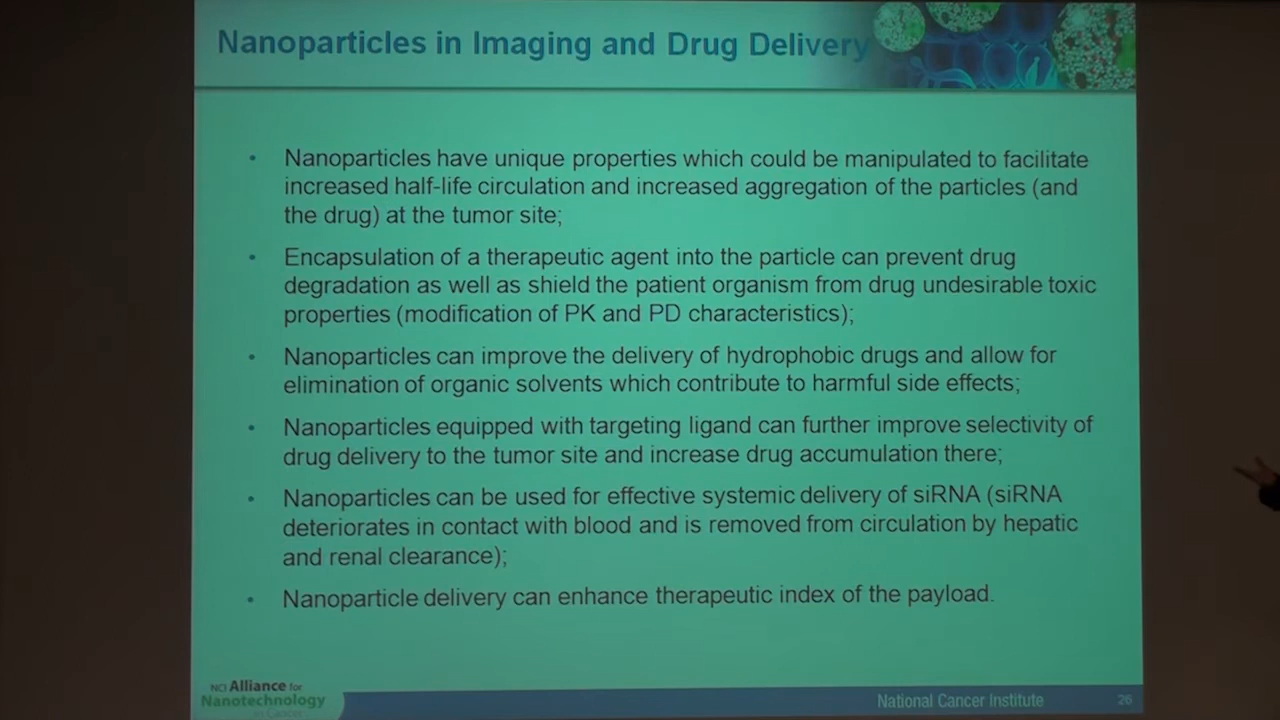 Nanoparticles in Imaging and Drug Delivery
• Nanoparticles have unique properties which could be manipulated to facilitate
increased half-life circulation and increased aggregation of the particles (and
the drug) at the tumor site;
• Encapsulation of a therapeutic agent into the particle can prevent drug
degradation as well as shield the patient organism from drug undesirable toxic
properties (modification of PK and PD characteristics);
• Nanoparticles can improve the delivery of hydrophobic drugs and allow for
elimination of organic solvents which contribute to harmful side effects;
• Nanoparticles equipped with targeting ligand can further improve selectivity of
drug delivery to the tumor site and increase drug accumulation there;
• Nanoparticles can be used for effective systemic delivery of siRNA (siRNA
deteriorates in contact with blood and is removed from circulation by hepatic
and renal clearance);
• Nanoparticle delivery can enhance therapeutic index of the payload.
NCI Alliance for
Nanotechnology
in Cancer
National Cancer Institute
26